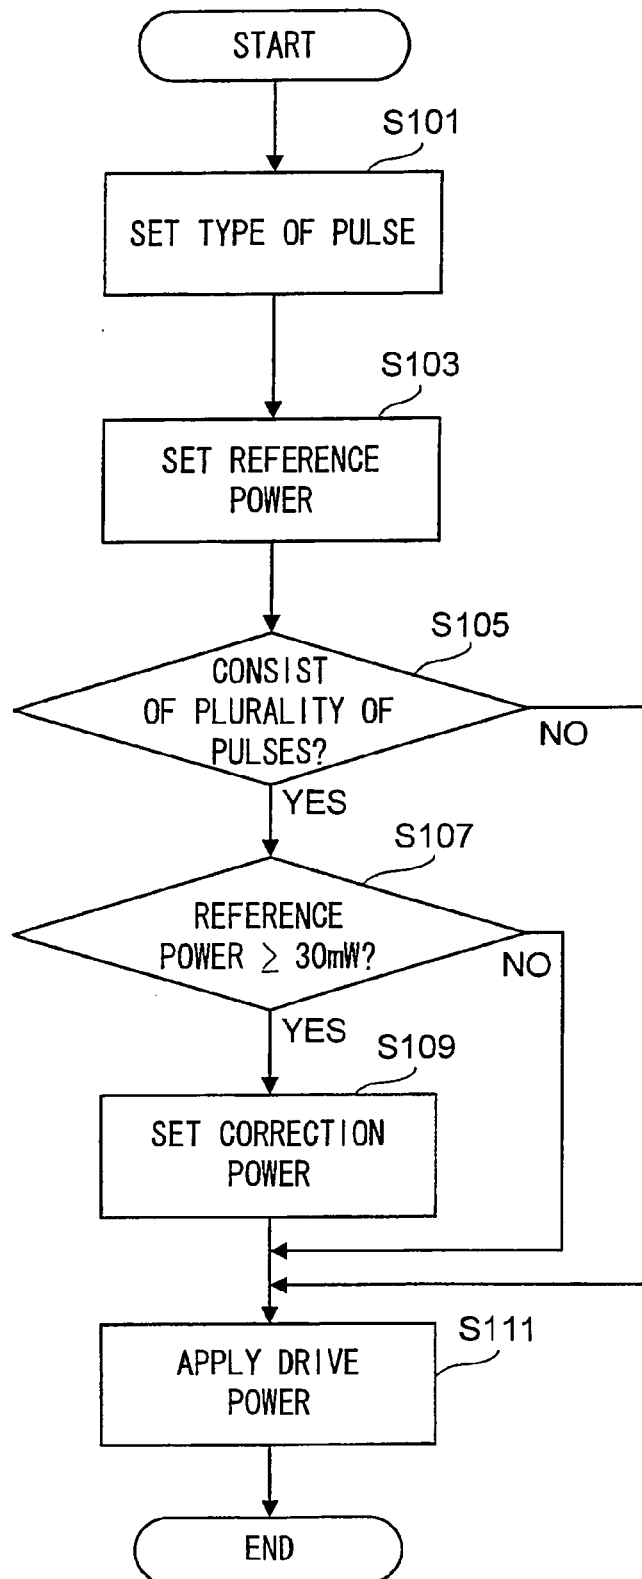 START
S101
SET TYPE OF PULSE
S103
SET REFERENCE
POWER
S105
CONSIST
OF PLURALITY OF
PULSES?
NO
YES
S107
REFERENCE
POWER ≥ 30mW?
NO
YES
S109
SET CORRECTION
POWER
S111
APPLY DRIVE
POWER
END